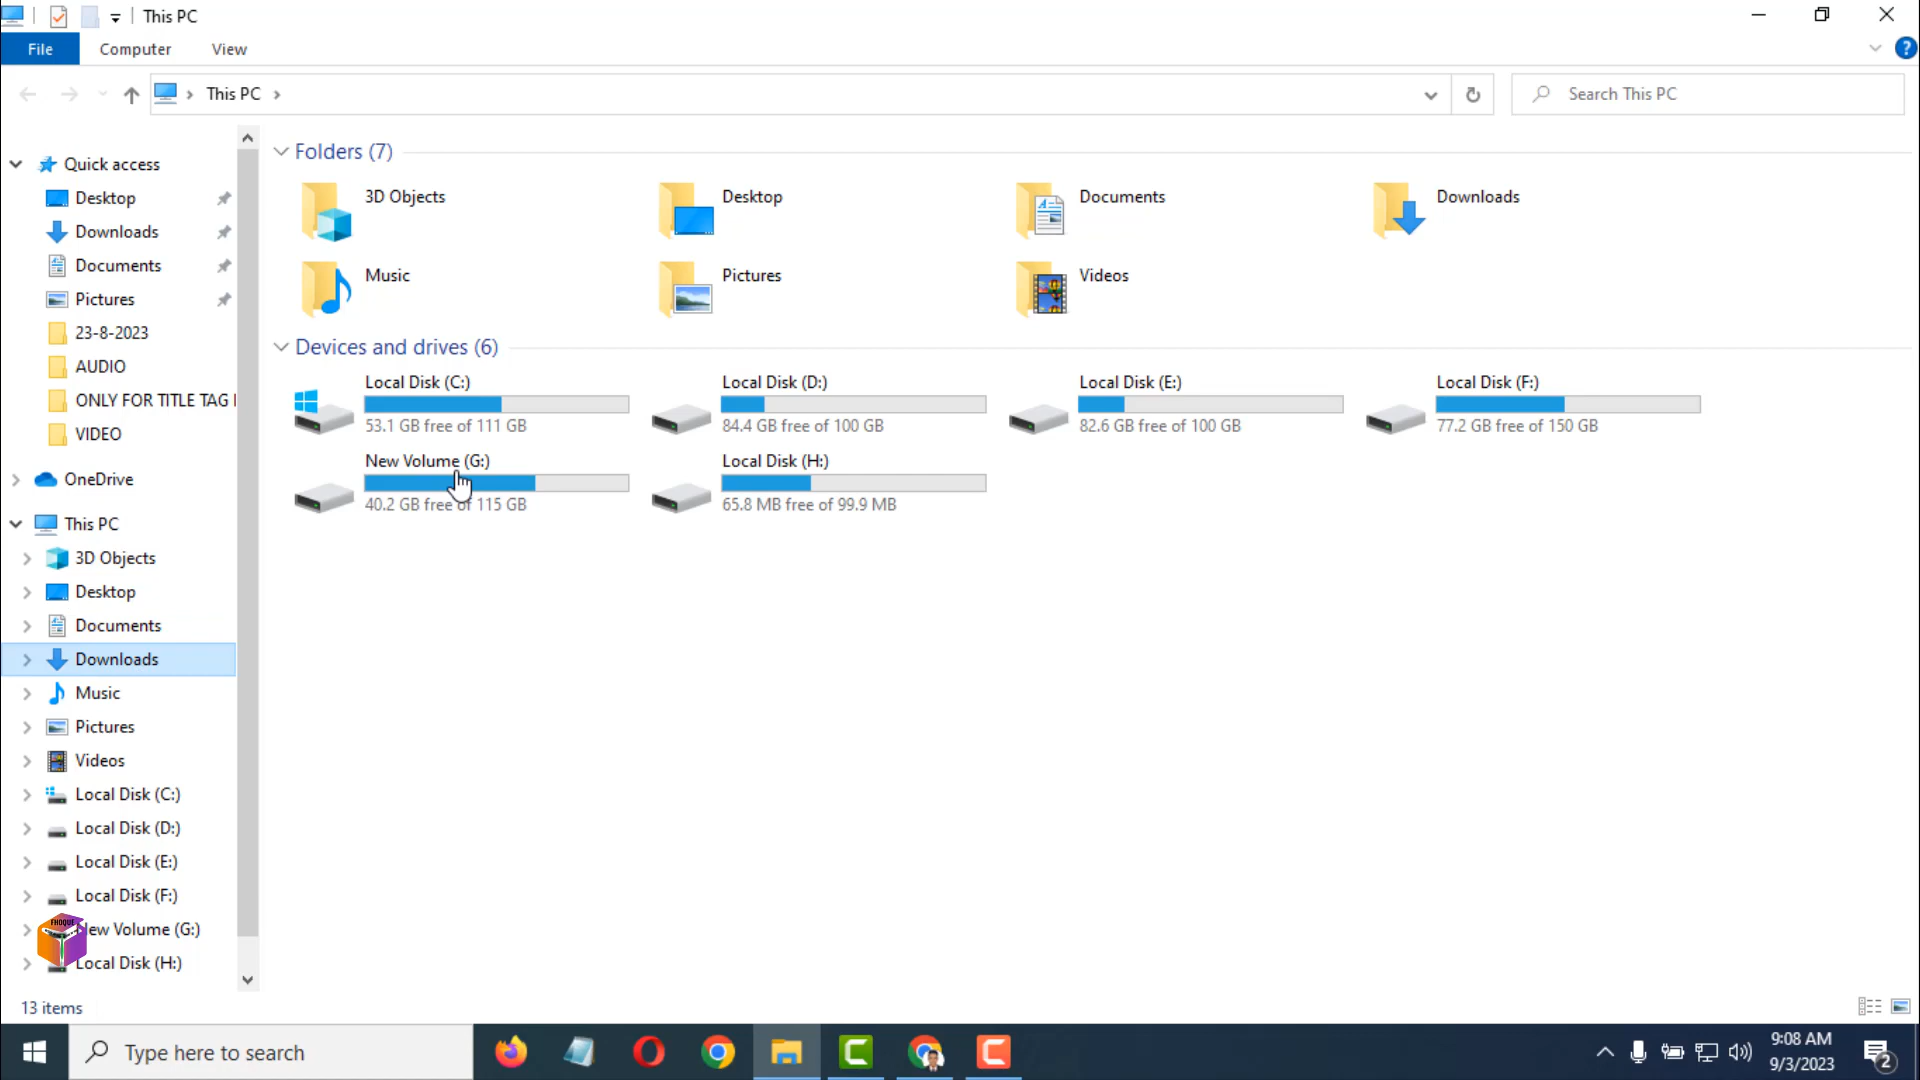 This PC
File
Computer
View
This PC
Search This PC
Quick access
Desktop
Downloads
Documents
Pictures
23-8-2023
AUDIO
ONLY FOR TITLE TAG
VIDEO
OneDrive
This PC
3D Objects
Desktop
Documents
Downloads
Music
Pictures
Videos
Local Disk (C:)
Local Disk (D:)
Local Disk (E:)
Local Disk (F:)
FHOQUE
ew Volume (G:)
Local Disk (H:)
Folders (7)
3D Objects
Desktop
Documents
Downloads
Music
Pictures
Videos
Devices and drives (6)
Local Disk (C:)
53.1 GB free of 111 GB
Local Disk (D:)
84.4 GB free of 100 GB
Local Disk (E:)
82.6 GB free of 100 GB
Local Disk (F:)
77.2 GB free of 150 GB
New Volume (G:)
40.2 GB free of 115 GB
Local Disk (H:)
65.8 MB free of 99.9 MB
13 items
Type here to search
9:08 AM
9/3/2023
2